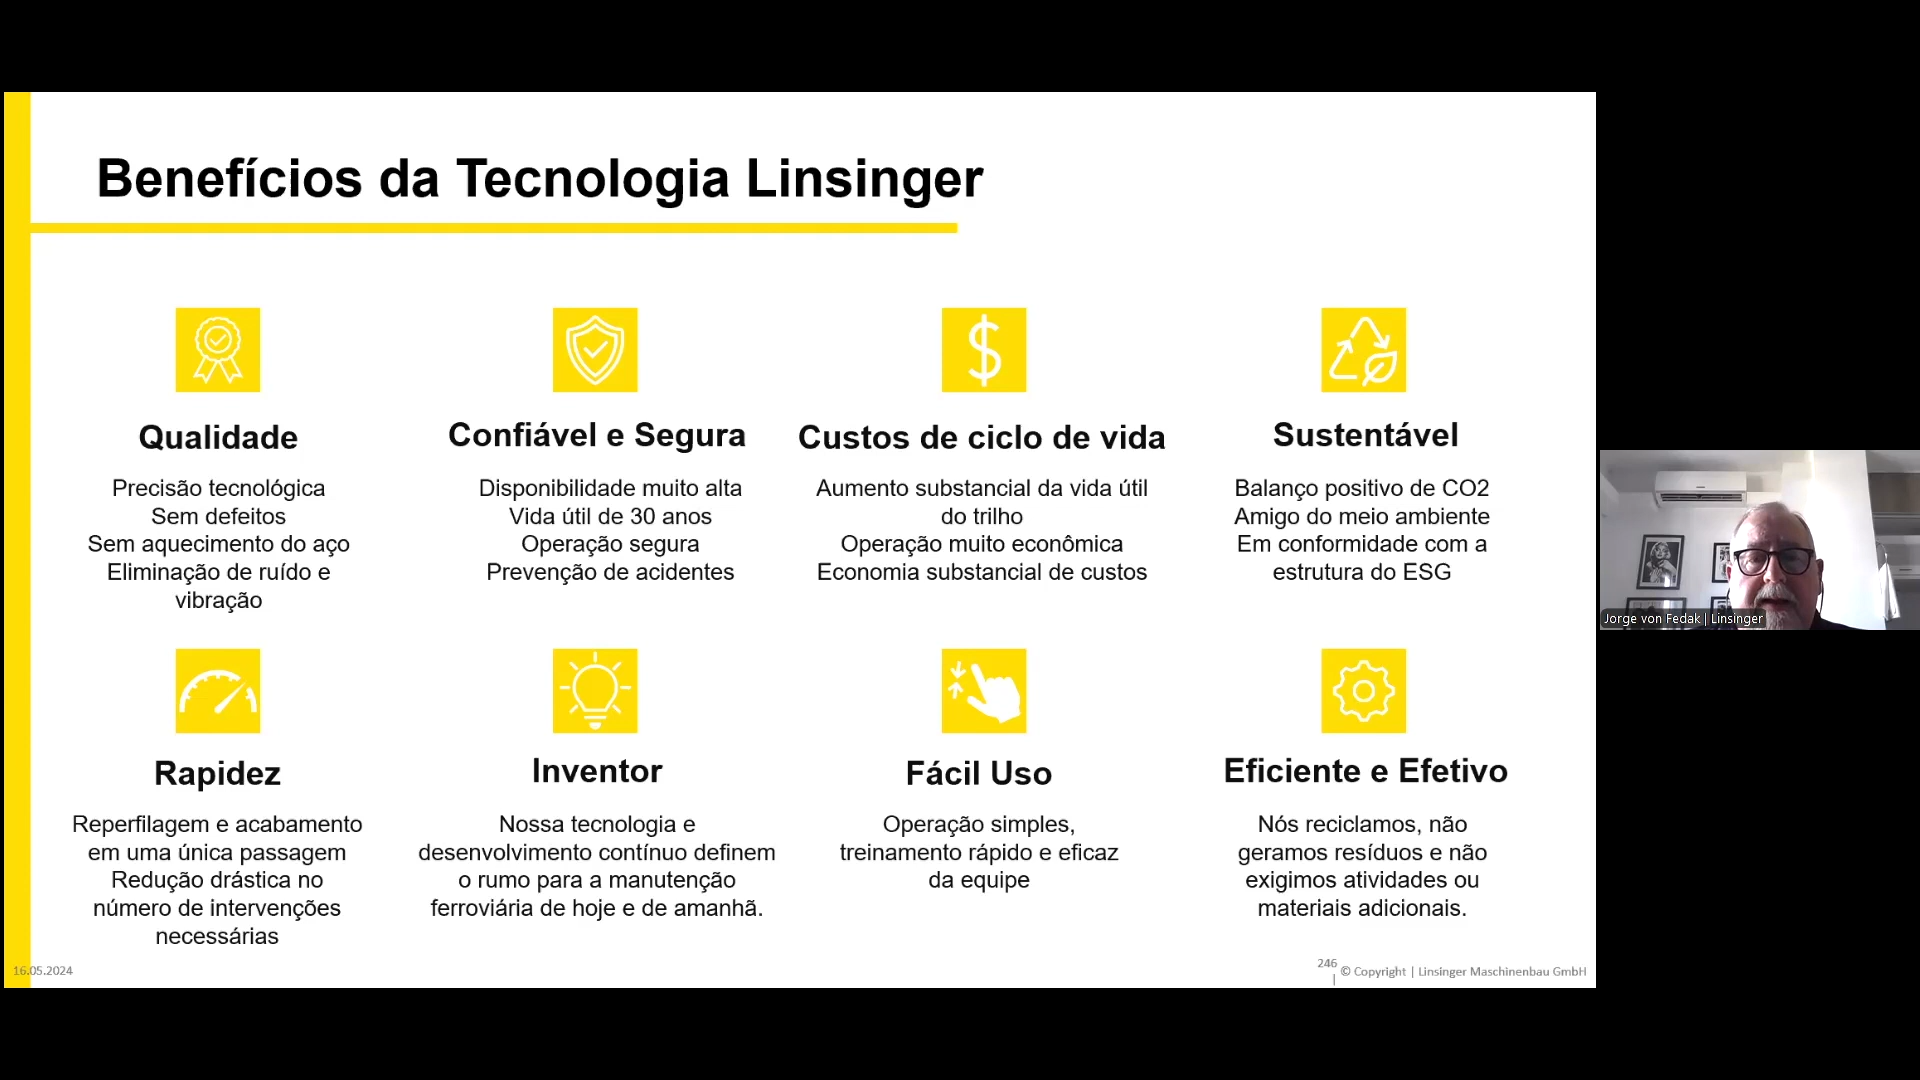 Benefícios da Tecnologia Linsinger
Qualidade
Precisão tecnológica
Sem defeitos
Sem aquecimento do aço
Eliminação de ruído e
vibração
Confiável e Segura
Disponibilidade muito alta
Vida útil de 30 anos
Operação segura
Prevenção de acidentes
Custos de ciclo de vida
Aumento substancial da vida útil
do trilho
Operação muito econômica
Economia substancial de custos
Sustentável
Balanço positivo de CO2
Amigo do meio ambiente
Em conformidade com a
estrutura do ESG
Rapidez
Reperfilagem e acabamento
em uma única passagem
Redução drástica no
número de intervenções
necessárias
Inventor
Nossa tecnologia e
desenvolvimento contínuo definem
o rumo para a manutenção
ferroviária de hoje e de amanhã.
Fácil Uso
Operação simples,
treinamento rápido e eficaz
da equipe
Eficiente e Efetivo
Nós reciclamos, não
geramos resíduos e não
exigimos atividades ou
materiais adicionais.
16.05.2024
246
| © Copyright | Linsinger Maschinenbau GmbH
Jorge von Fedak | Linsinger